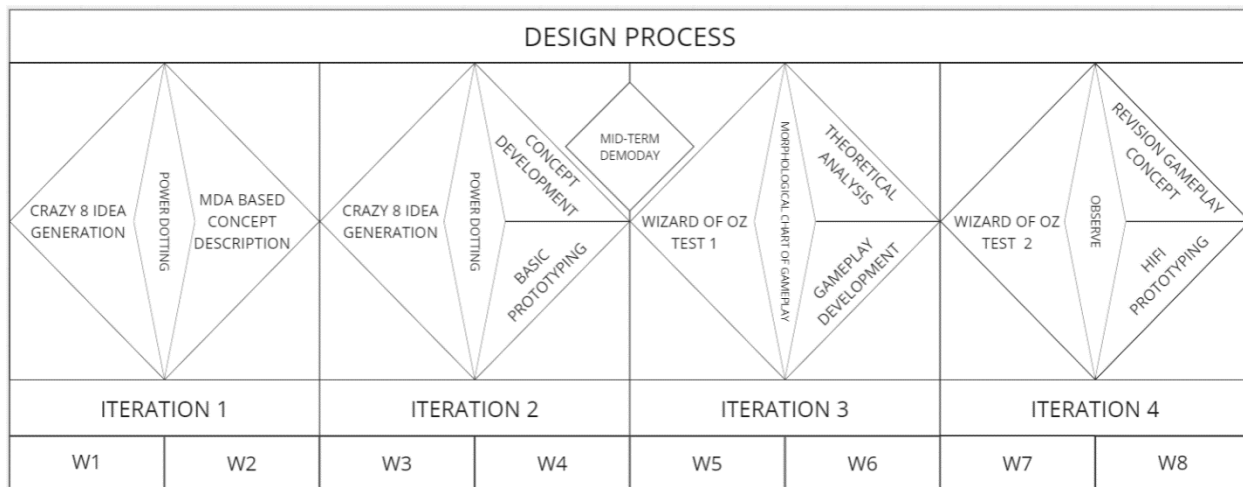 DESIGN PROCESS
CRAZY 8 IDEA
GENERATION
POWER DOTTING
MDA BASED
CONCEPT
DESCRIPTION
CRAZY 8 IDEA
GENERATION
POWER DOTTING
CONCEPT
DEVELOPMENT
BASIC
PROTOTYPING
MID-TERM
DEMODAY
WIZARD OF OZ
TEST 1
MORPHOLOGICAL CHART OF GAMEPLAY
THEORETICAL
ANALYSIS
GAMEPLAY
DEVELOPMENT
WIZARD OF OZ
TEST 2
OBSERVE
REVISION GAMEPLAY
CONCEPT
HIFI
PROTOTYPING
ITERATION 1
ITERATION 2
ITERATION 3
ITERATION 4
W1
W2
W3
W4
W5
W6
W7
W8